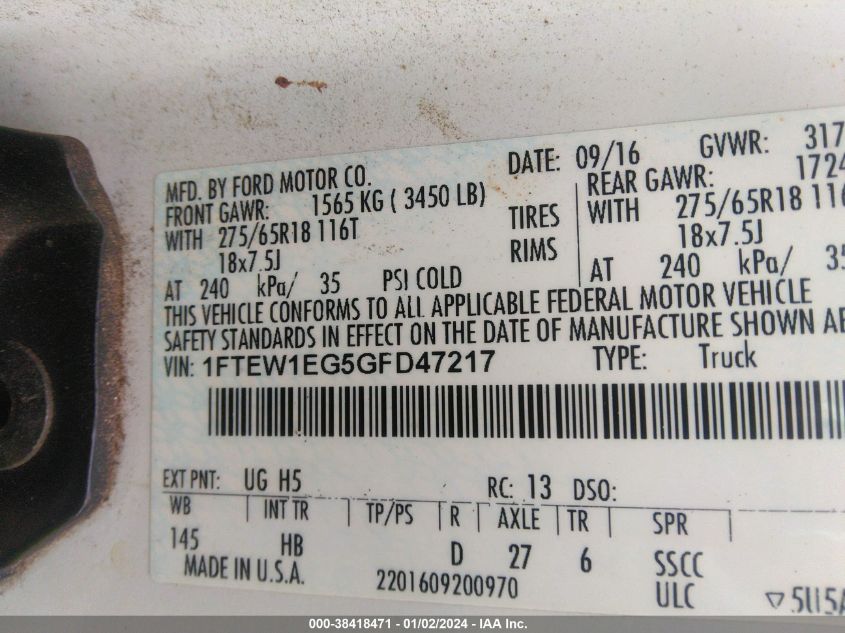 MFD. BY FORD MOTOR CO. DATE: 09/16 GVWR: 317
FRONT GAWR: 1565 KG ( 3450 LB) REAR GAWR: 1724
WITH 275/65R18 116T TIRES WITH 275/65R18 116
18x7.5J RIMS 18x7.5J
AT 240 kPa/ 35 PSI COLD AT 240 kPa/ 35
THIS VEHICLE CONFORMS TO ALL APPLICABLE FEDERAL MOTOR VEHICLE
SAFETY STANDARDS IN EFFECT ON THE DATE OF MANUFACTURE SHOWN AB
VIN: 1FTEW1EG5GFD47217 TYPE: Truck
EXT PNT: UG H5 RC: 13 DSO:
WB INT TR TP/PS R AXLE TR SPR
145 HB D 27 6 SSCC
MADE IN U.S.A. 2201609200970 ULC
000-38418471 - 01/02/2024 - IAA Inc.